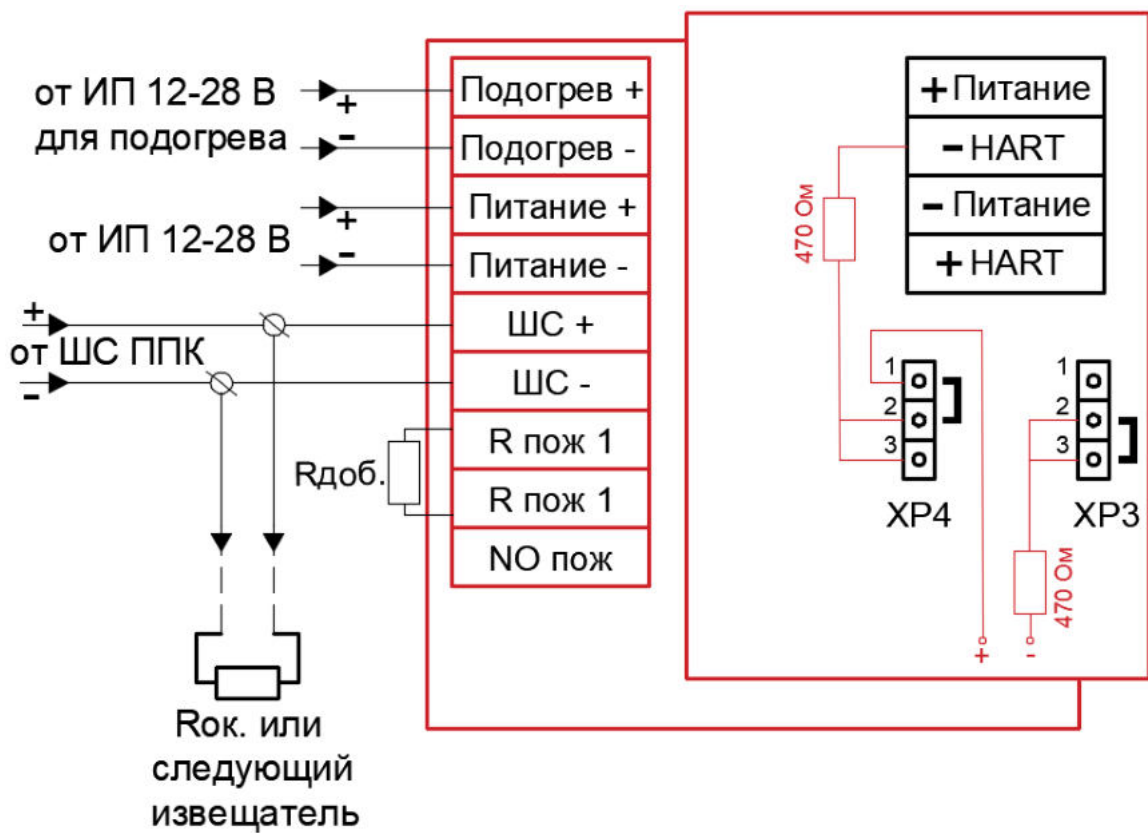 от ИП 12-28 В
для подогрева
+
-
от ИП 12-28 В
+
-
+
от ШС ППК
-
Подогрев +
Подогрев -
Питание +
Питание -
ШС +
ШС -
R пож 1
R пож 1
NO пож
Rдоб.
Rок. или
следующий
извещатель
+ Питание
- HART
- Питание
+ HART
470 Ом
1
2
3
XP4
1
2
3
XP3
470 Ом
+
-